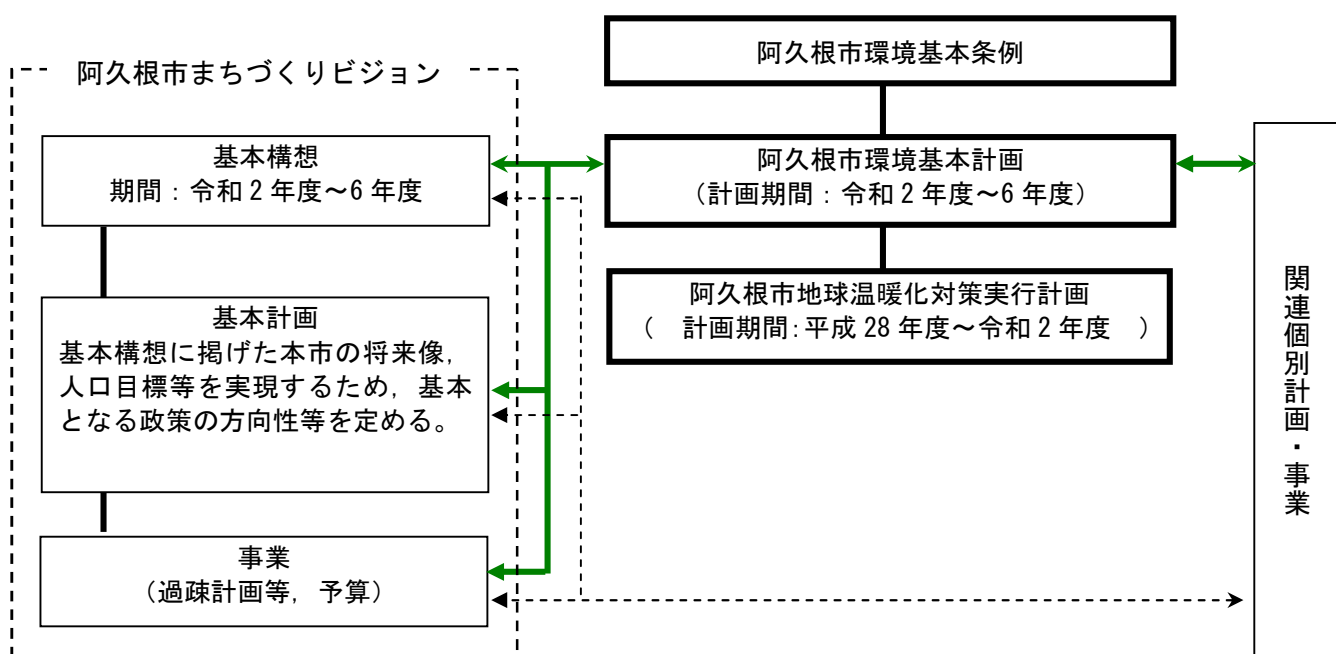 阿久根市まちづくりビジョン
基本構想
期間：令和2年度～6年度
基本計画
基本構想に掲げた本市の将来像，
人口目標等を実現するため，基本
となる政策の方向性等を定める。
事業
（過疎計画等，予算）
阿久根市環境基本条例
阿久根市環境基本計画
（計画期間：令和2年度～6年度）
阿久根市地球温暖化対策実行計画
（　計画期間：平成28年度～令和2年度　）
関連個別計画・事業